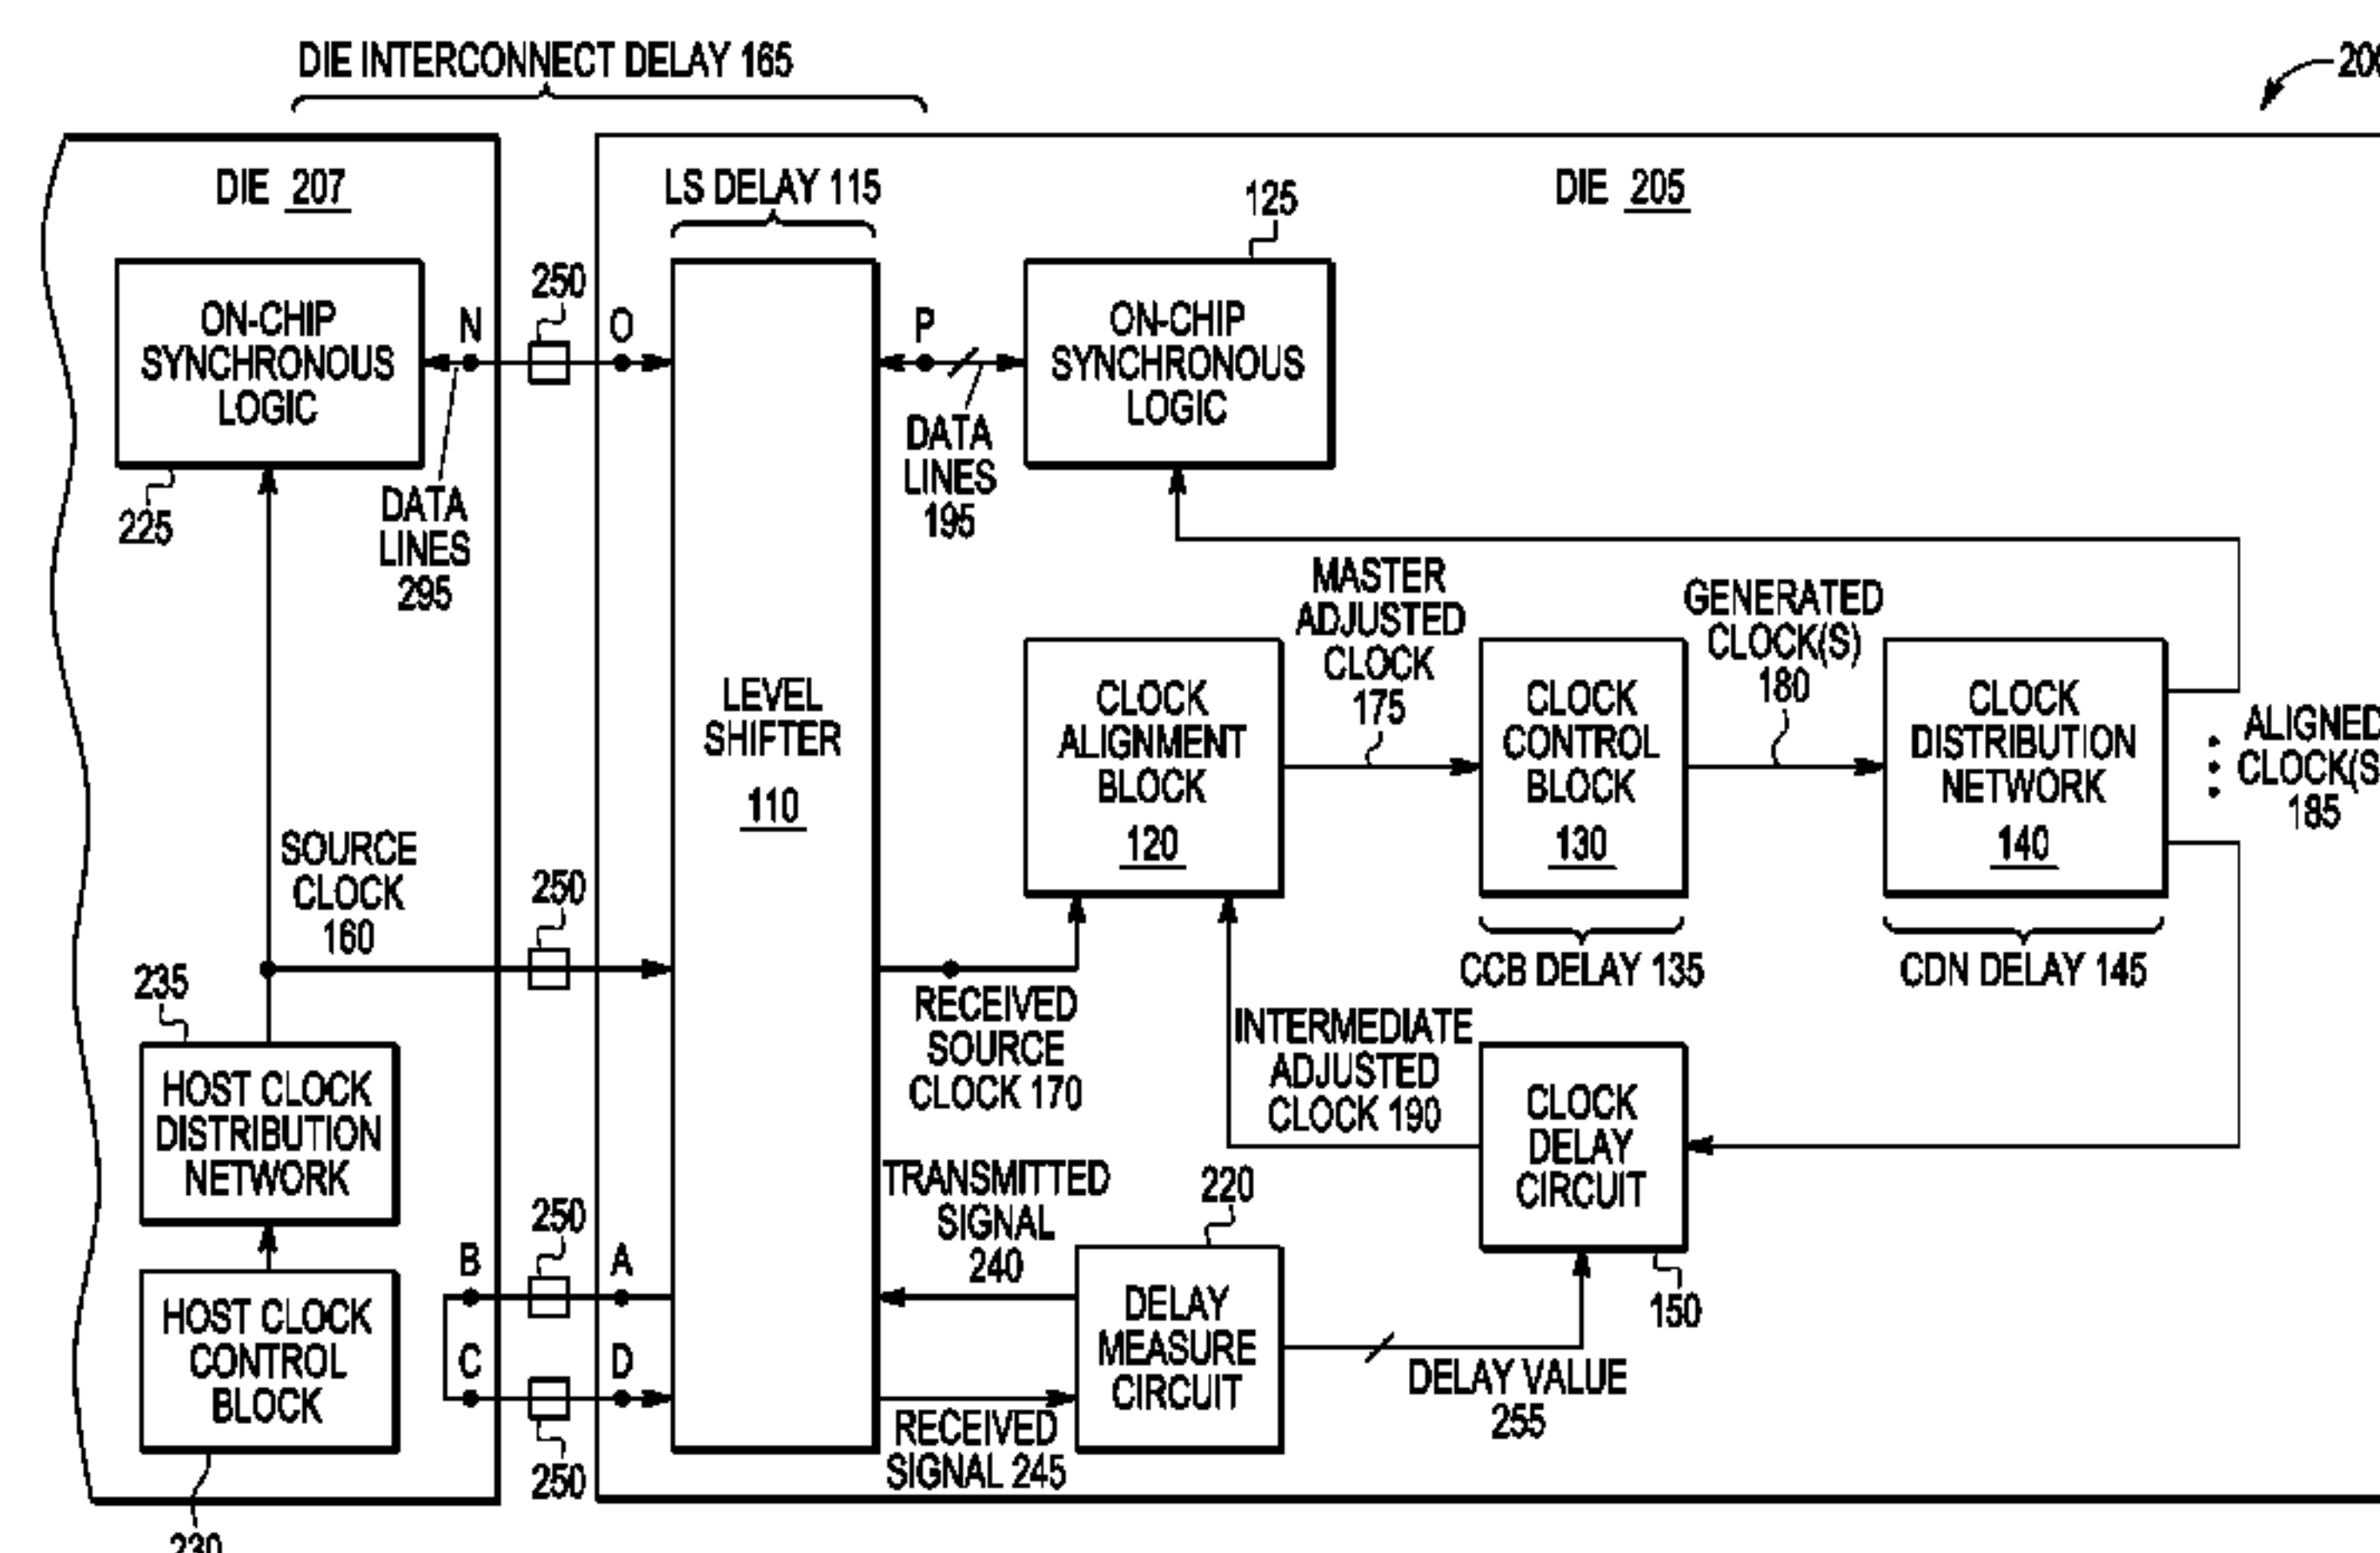 DIE INTERCONNECT DELAY 165
DIE 207
LS DELAY 115
125
DIE 205
ON-CHIP
SYNCHRONOUS
LOGIC
225
N
250
O
DATA
LINES
295
P
DATA
LINES
195
ON-CHIP
SYNCHRONOUS
LOGIC
LEVEL
SHIFTER
110
CLOCK
ALIGNMENT
BLOCK
120
MASTER
ADJUSTED
CLOCK
175
CLOCK
CONTROL
BLOCK
130
GENERATED
CLOCK(S)
180
CLOCK
DISTRIBUTION
NETWORK
140
ALIGNED
CLOCK(S
185
SOURCE
CLOCK
160
250
CCB DELAY 135
CDN DELAY 145
235
HOST CLOCK
DISTRIBUTION
NETWORK
RECEIVED
SOURCE
CLOCK 170
INTERMEDIATE
ADJUSTED
CLOCK 190
CLOCK
DELAY
CIRCUIT
150
HOST CLOCK
CONTROL
BLOCK
230
B
250
A
C
D
250
TRANSMITTED
SIGNAL
240
220
DELAY
MEASURE
CIRCUIT
RECEIVED
SIGNAL 245
DELAY VALUE
255